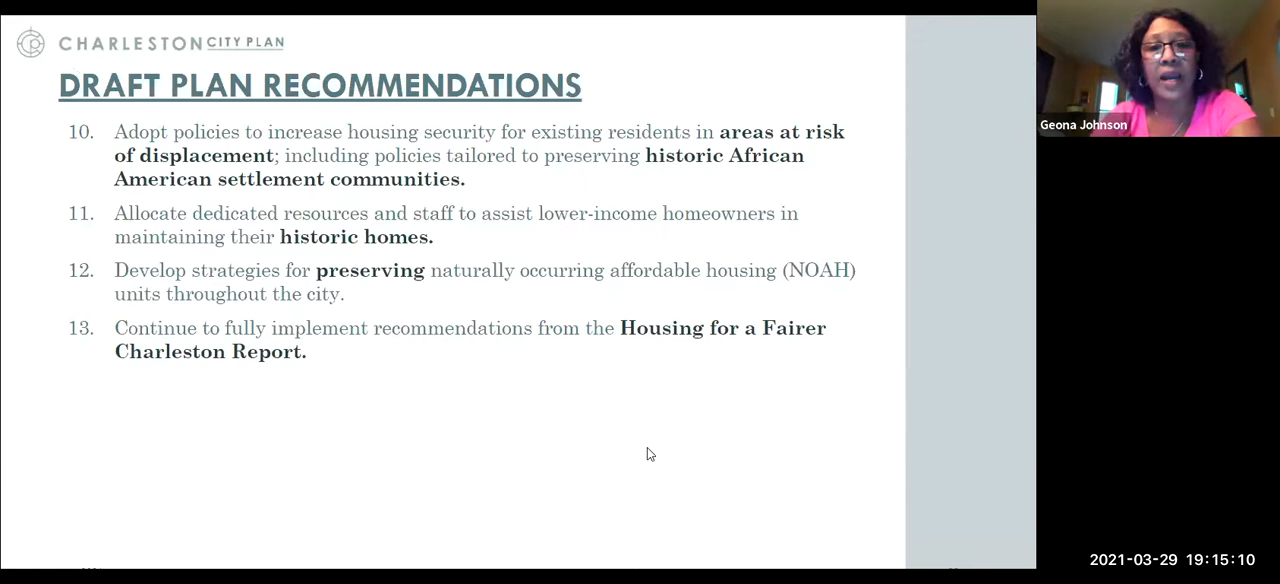 CHARLESTON CITY PLAN
DRAFT PLAN RECOMMENDATIONS
10. Adopt policies to increase housing security for existing residents in areas at risk
of displacement; including policies tailored to preserving historic African
American settlement communities.
11. Allocate dedicated resources and staff to assist lower-income homeowners in
maintaining their historic homes.
12. Develop strategies for preserving naturally occurring affordable housing (NOAH)
units throughout the city.
13. Continue to fully implement recommendations from the Housing for a Fairer
Charleston Report.
Geona Johnson
2021-03-29 19:15:10